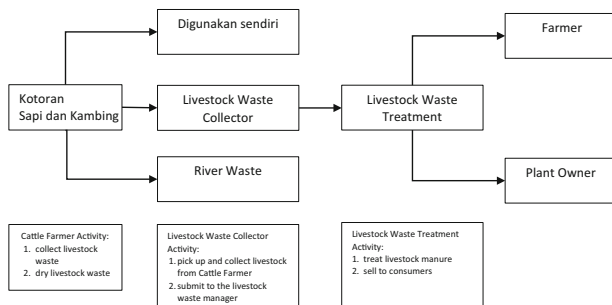 Digunakan sendiri
Farmer
Kotoran
Sapi dan Kambing
Livestock Waste
Collector
Livestock Waste
Treatment
River Waste
Plant Owner
Cattle Farmer Activity:
1. collect livestock
waste
2. dry livestock waste
Livestock Waste Collector
Activity:
1. pick up and collect livestock
from Cattle Farmer
2. submit to the livestock
waste manager
Livestock Waste Treatment
Activity:
1. treat livestock manure
2. sell to consumers